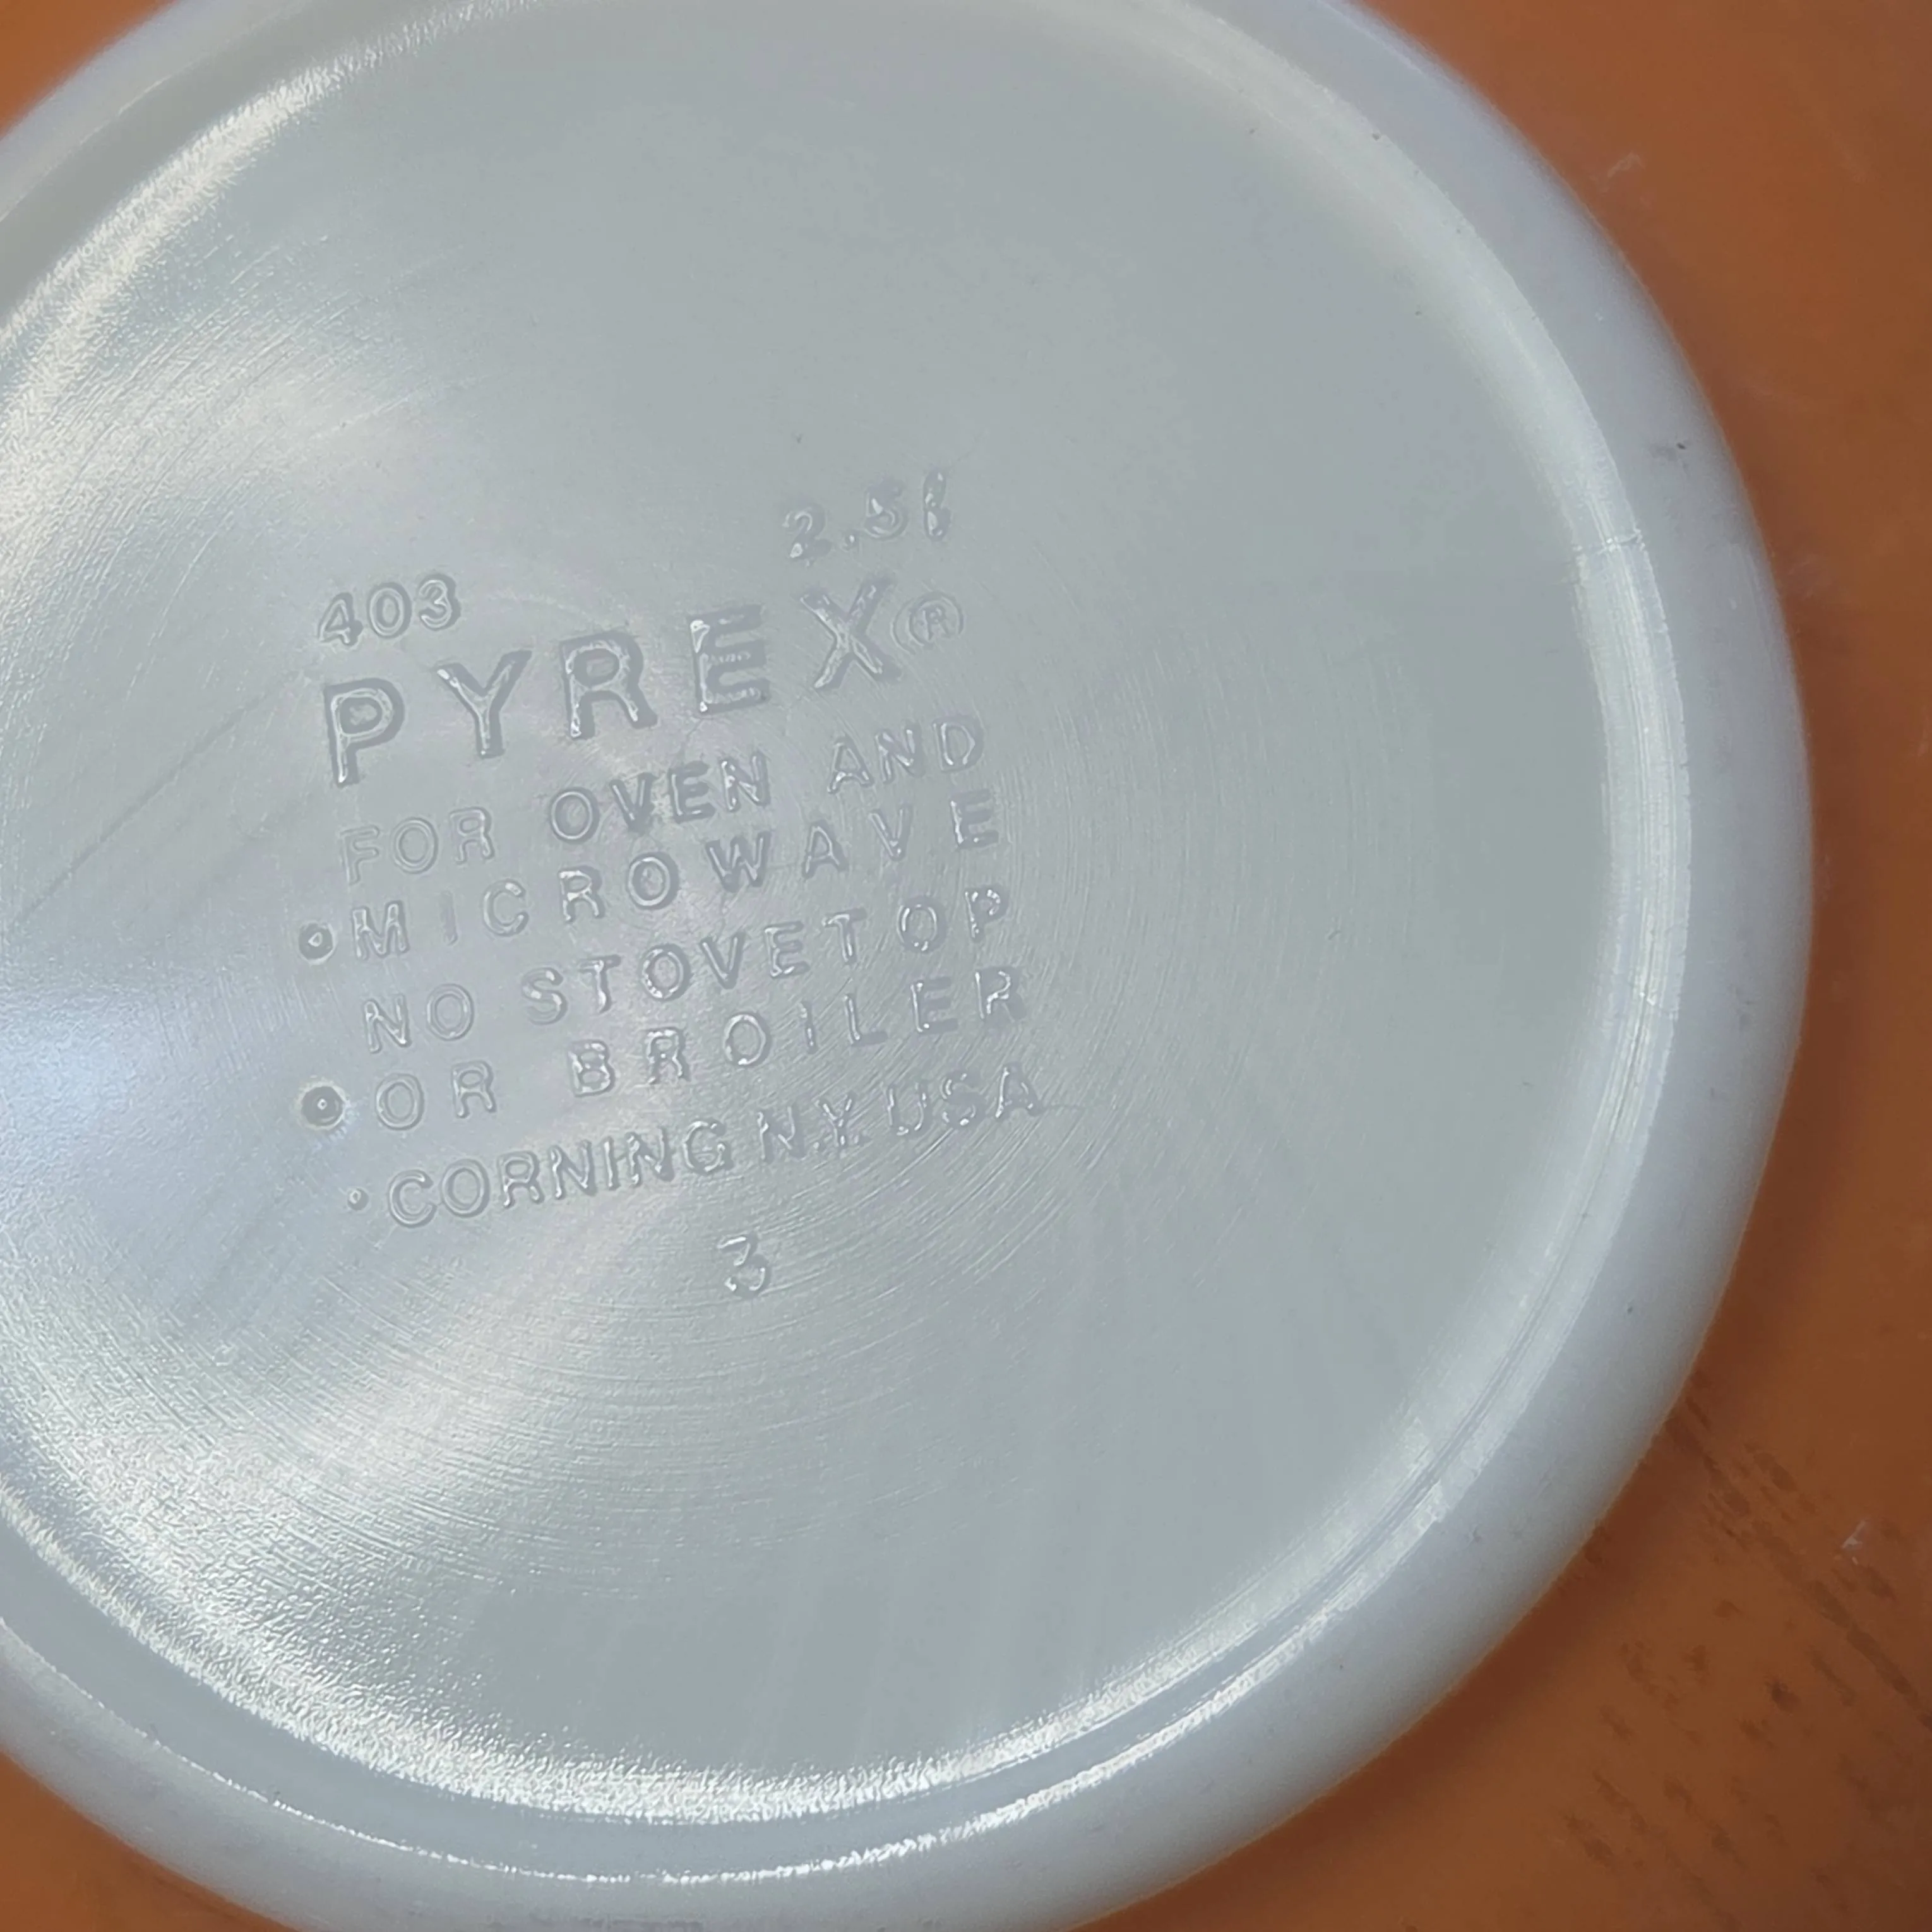 403 2.5ℓ
PYREX®
FOR OVEN AND
•MICROWAVE
NO STOVETOP
•OR BROILER
•CORNING N.Y. USA
3